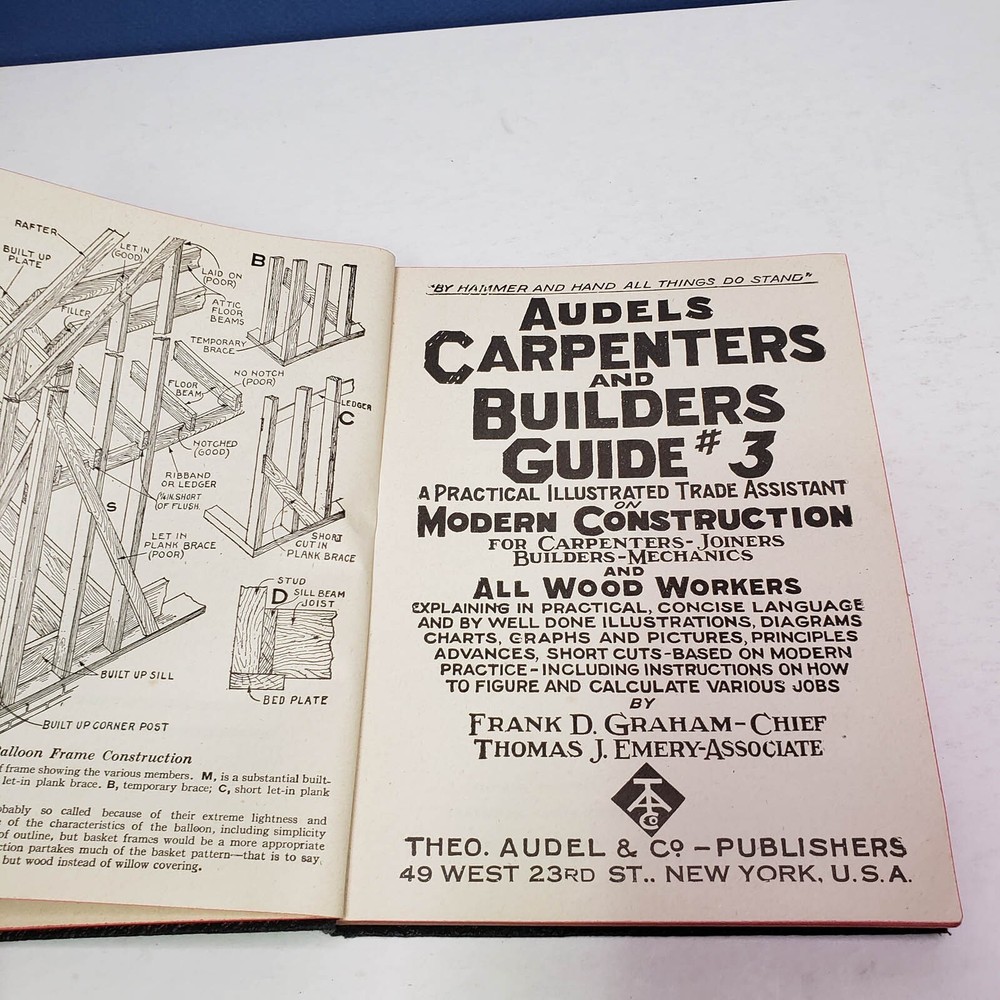 RAFTER
BUILT UP
PLATE
LET IN
(GOOD)
LAID ON
(POOR)
FILLER
ATTIC
FLOOR
BEAMS
B
TEMPORARY
BRACE
NO NOTCH
(POOR)
FLOOR
BEAM
LEDGER
C
NOTCHED
(GOOD)
RIBBAND
OR LEDGER
SHORT
OF FLUSH
S
LET IN
PLANK BRACE
(POOR)
SHORT
CUT IN
PLANK BRACE
STUD
D
SILL BEAM
JOIST
BUILT UP SILL
BED PLATE
BUILT UP CORNER POST
Balloon Frame Construction
frame showing the various members. M, is a substantial built-
let-in plank brace. B, temporary brace; C, short let-in plank
probably so called because of their extreme lightness and
of the characteristics of the balloon, including simplicity
of outline, but basket frames would be a more appropriate
partakes much of the basket pattern—that is to say,
but wood instead of willow covering.
"BY HAMMER AND HAND ALL THINGS DO STAND"
AUDELS
CARPENTERS
AND
BUILDERS
GUIDE #3
A PRACTICAL ILLUSTRATED TRADE ASSISTANT
ON
MODERN CONSTRUCTION
FOR CARPENTERS-JOINERS
BUILDERS-MECHANICS
AND
ALL WOOD WORKERS
EXPLAINING IN PRACTICAL, CONCISE LANGUAGE
AND BY WELL DONE ILLUSTRATIONS, DIAGRAMS
CHARTS, GRAPHS AND PICTURES, PRINCIPLES
ADVANCES, SHORT CUTS-BASED ON MODERN
PRACTICE-INCLUDING INSTRUCTIONS ON HOW
TO FIGURE AND CALCULATE VARIOUS JOBS
BY
FRANK D. GRAHAM-CHIEF
THOMAS J. EMERY-ASSOCIATE
TA
Co
THEO. AUDEL & Co. - PUBLISHERS
49 WEST 23RD ST., NEW YORK, U.S.A.